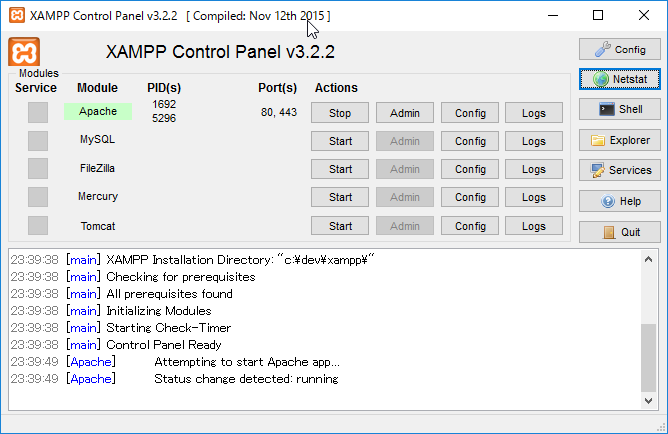 XAMPP Control Panel v3.2.2 [ Compiled: Nov 12th 2015 ]
XAMPP Control Panel v3.2.2
Config
Modules
Service Module PID(s) Port(s) Actions
Netstat
Apache 1692 5296 80, 443 Stop Admin Config Logs
Shell
MySQL Start Admin Config Logs
Explorer
FileZilla Start Admin Config Logs
Services
Mercury Start Admin Config Logs
Help
Tomcat Start Admin Config Logs
Quit
23:39:38 [main] XAMPP Installation Directory: "c:¥dev¥xampp¥"
23:39:38 [main] Checking for prerequisites
23:39:38 [main] All prerequisites found
23:39:38 [main] Initializing Modules
23:39:38 [main] Starting Check-Timer
23:39:38 [main] Control Panel Ready
23:39:49 [Apache] Attempting to start Apache app...
23:39:49 [Apache] Status change detected: running